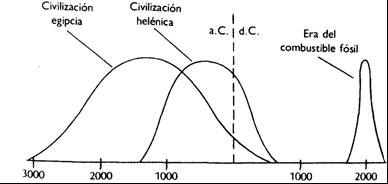 Civilización
egipcia
Civilización
helénica
a.C. d.C.
Era del
combustible fósil
3000 2000 1000 1000 2000